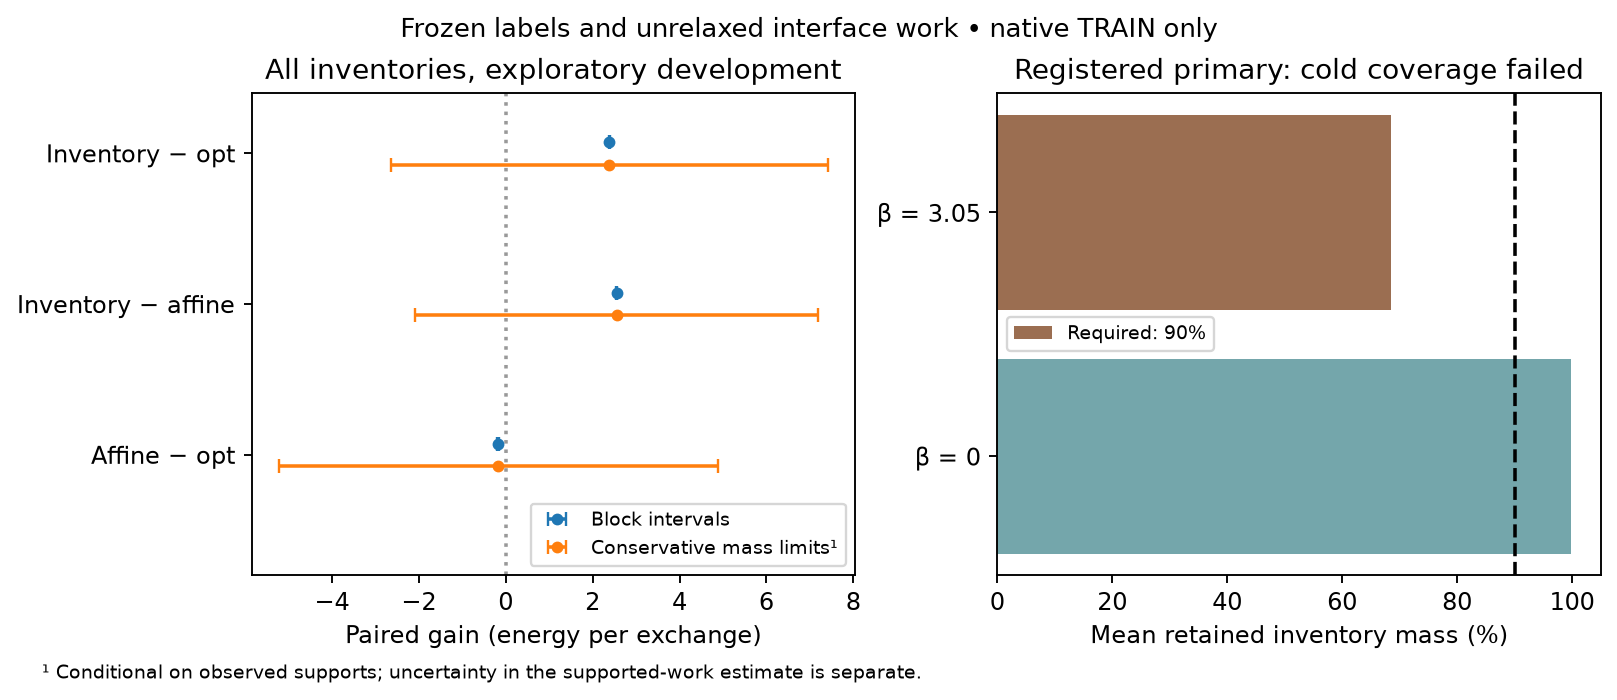 Frozen labels and unrelaxed interface work • native TRAIN only
All inventories, exploratory development
Inventory − opt
Inventory − affine
Affine − opt
Block intervals
Conservative mass limits¹
−4 −2 0 2 4 6 8
Paired gain (energy per exchange)
Registered primary: cold coverage failed
β = 3.05
Required: 90%
β = 0
0 20 40 60 80 100
Mean retained inventory mass (%)
¹ Conditional on observed supports; uncertainty in the supported-work estimate is separate.